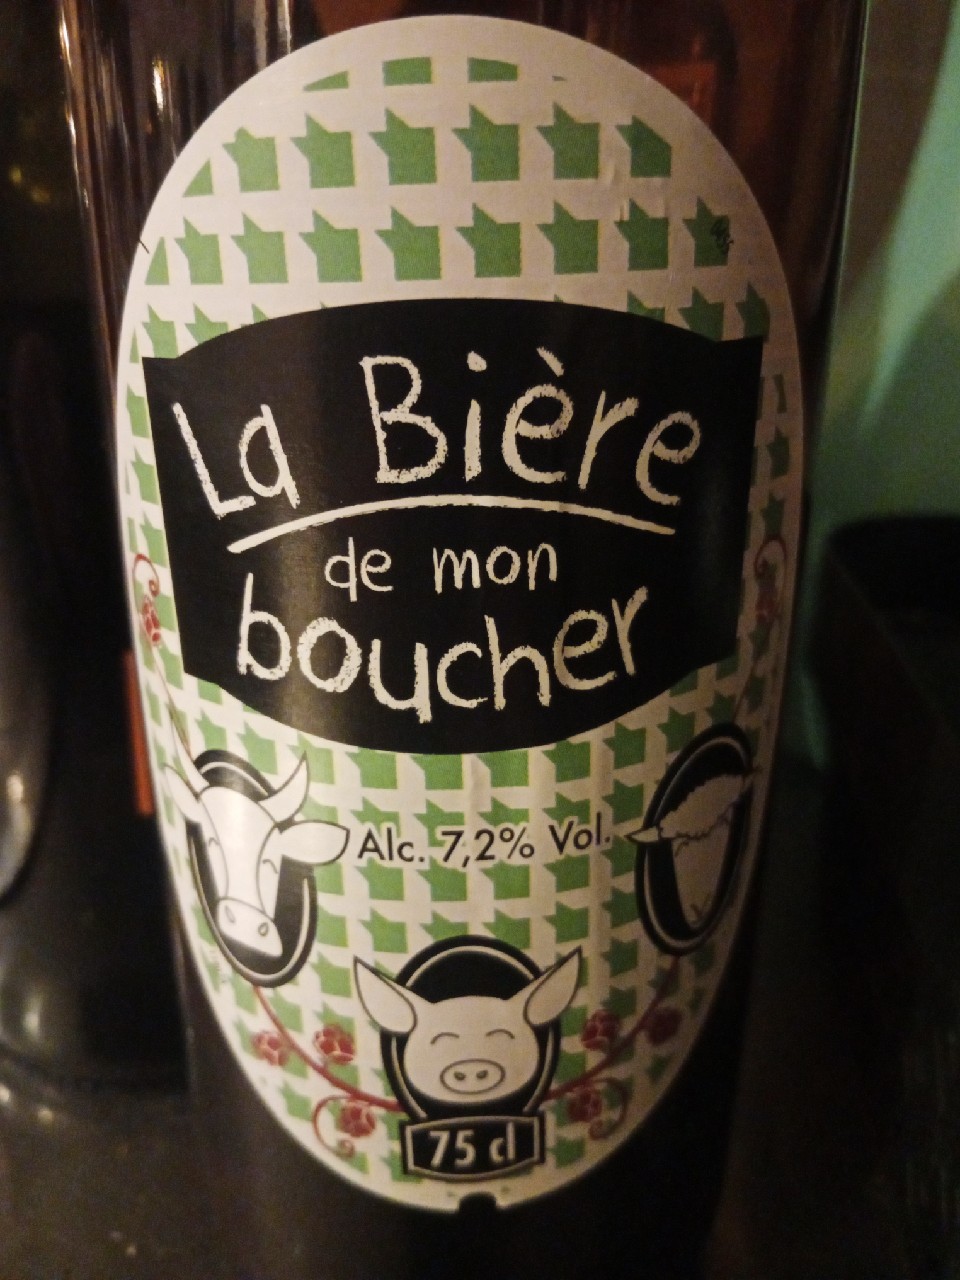 La Bière
de mon
boucher
Alc. 7,2% Vol.
75 cl